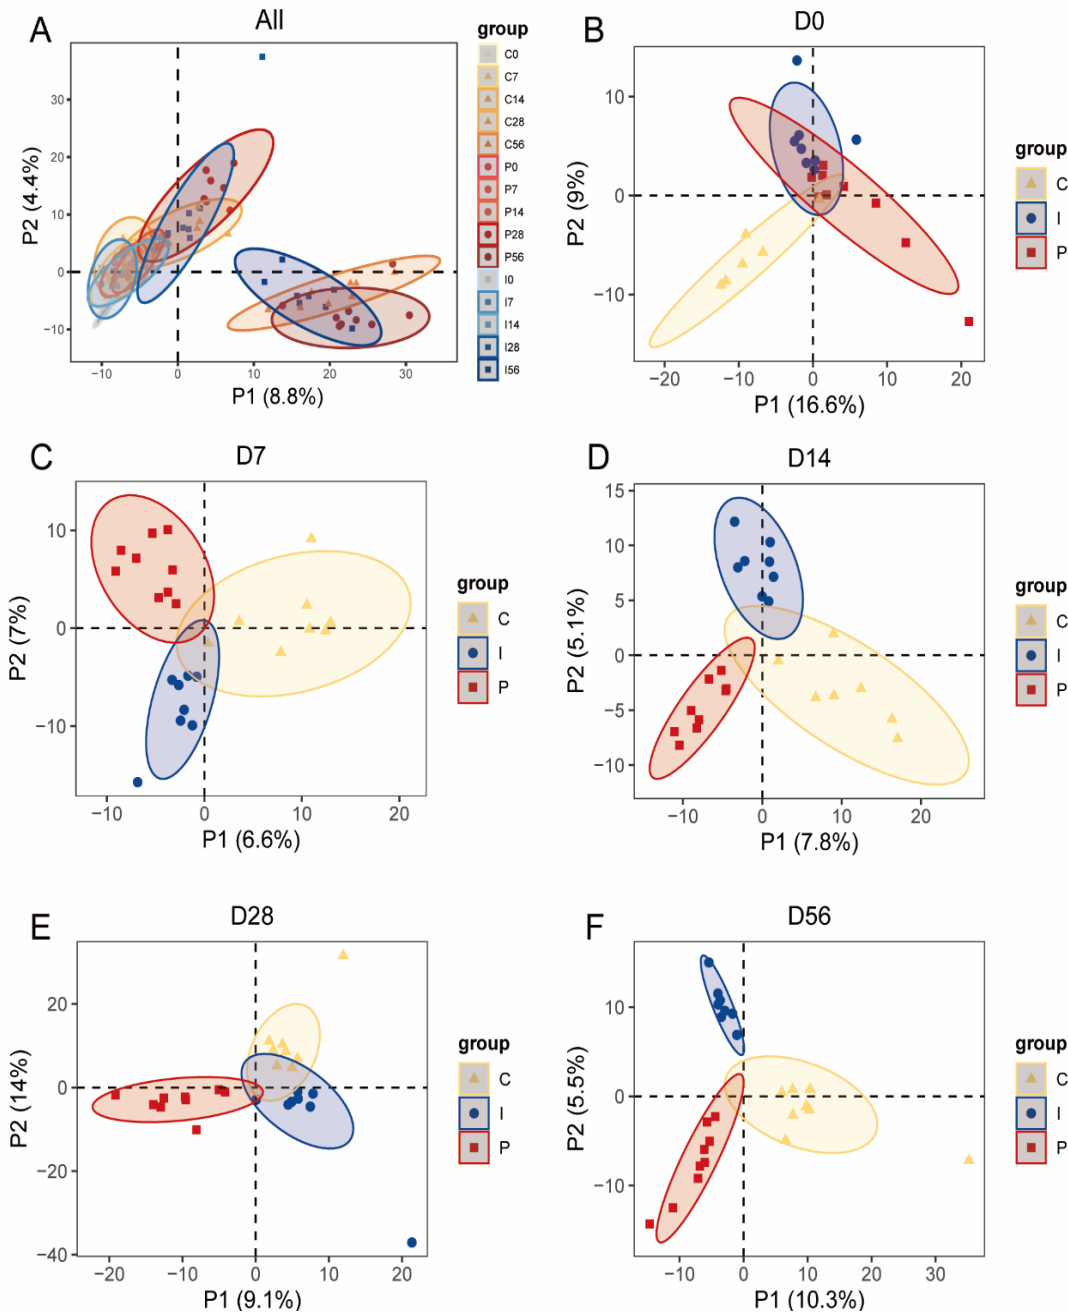 A
All
P2 (4.4%)
30
20
10
0
−10
−10
0
10
20
30
P1 (8.8%)
group
C0
C7
C14
C28
C56
P0
P7
P14
P28
P56
I0
I7
I14
I28
I56
B
D0
P2 (9%)
10
0
−10
−20
−10
0
10
20
P1 (16.6%)
group
C
I
P
C
D7
P2 (7%)
10
0
−10
−10
0
10
20
P1 (6.6%)
group
C
I
P
D
D14
P2 (5.1%)
15
10
5
0
−5
−10
−10
0
10
20
P1 (7.8%)
group
C
I
P
E
D28
P2 (14%)
20
0
−20
−40
−20
−10
0
10
20
P1 (9.1%)
group
C
I
P
F
D56
P2 (5.5%)
10
0
−10
−10
0
10
20
30
P1 (10.3%)
group
C
I
P